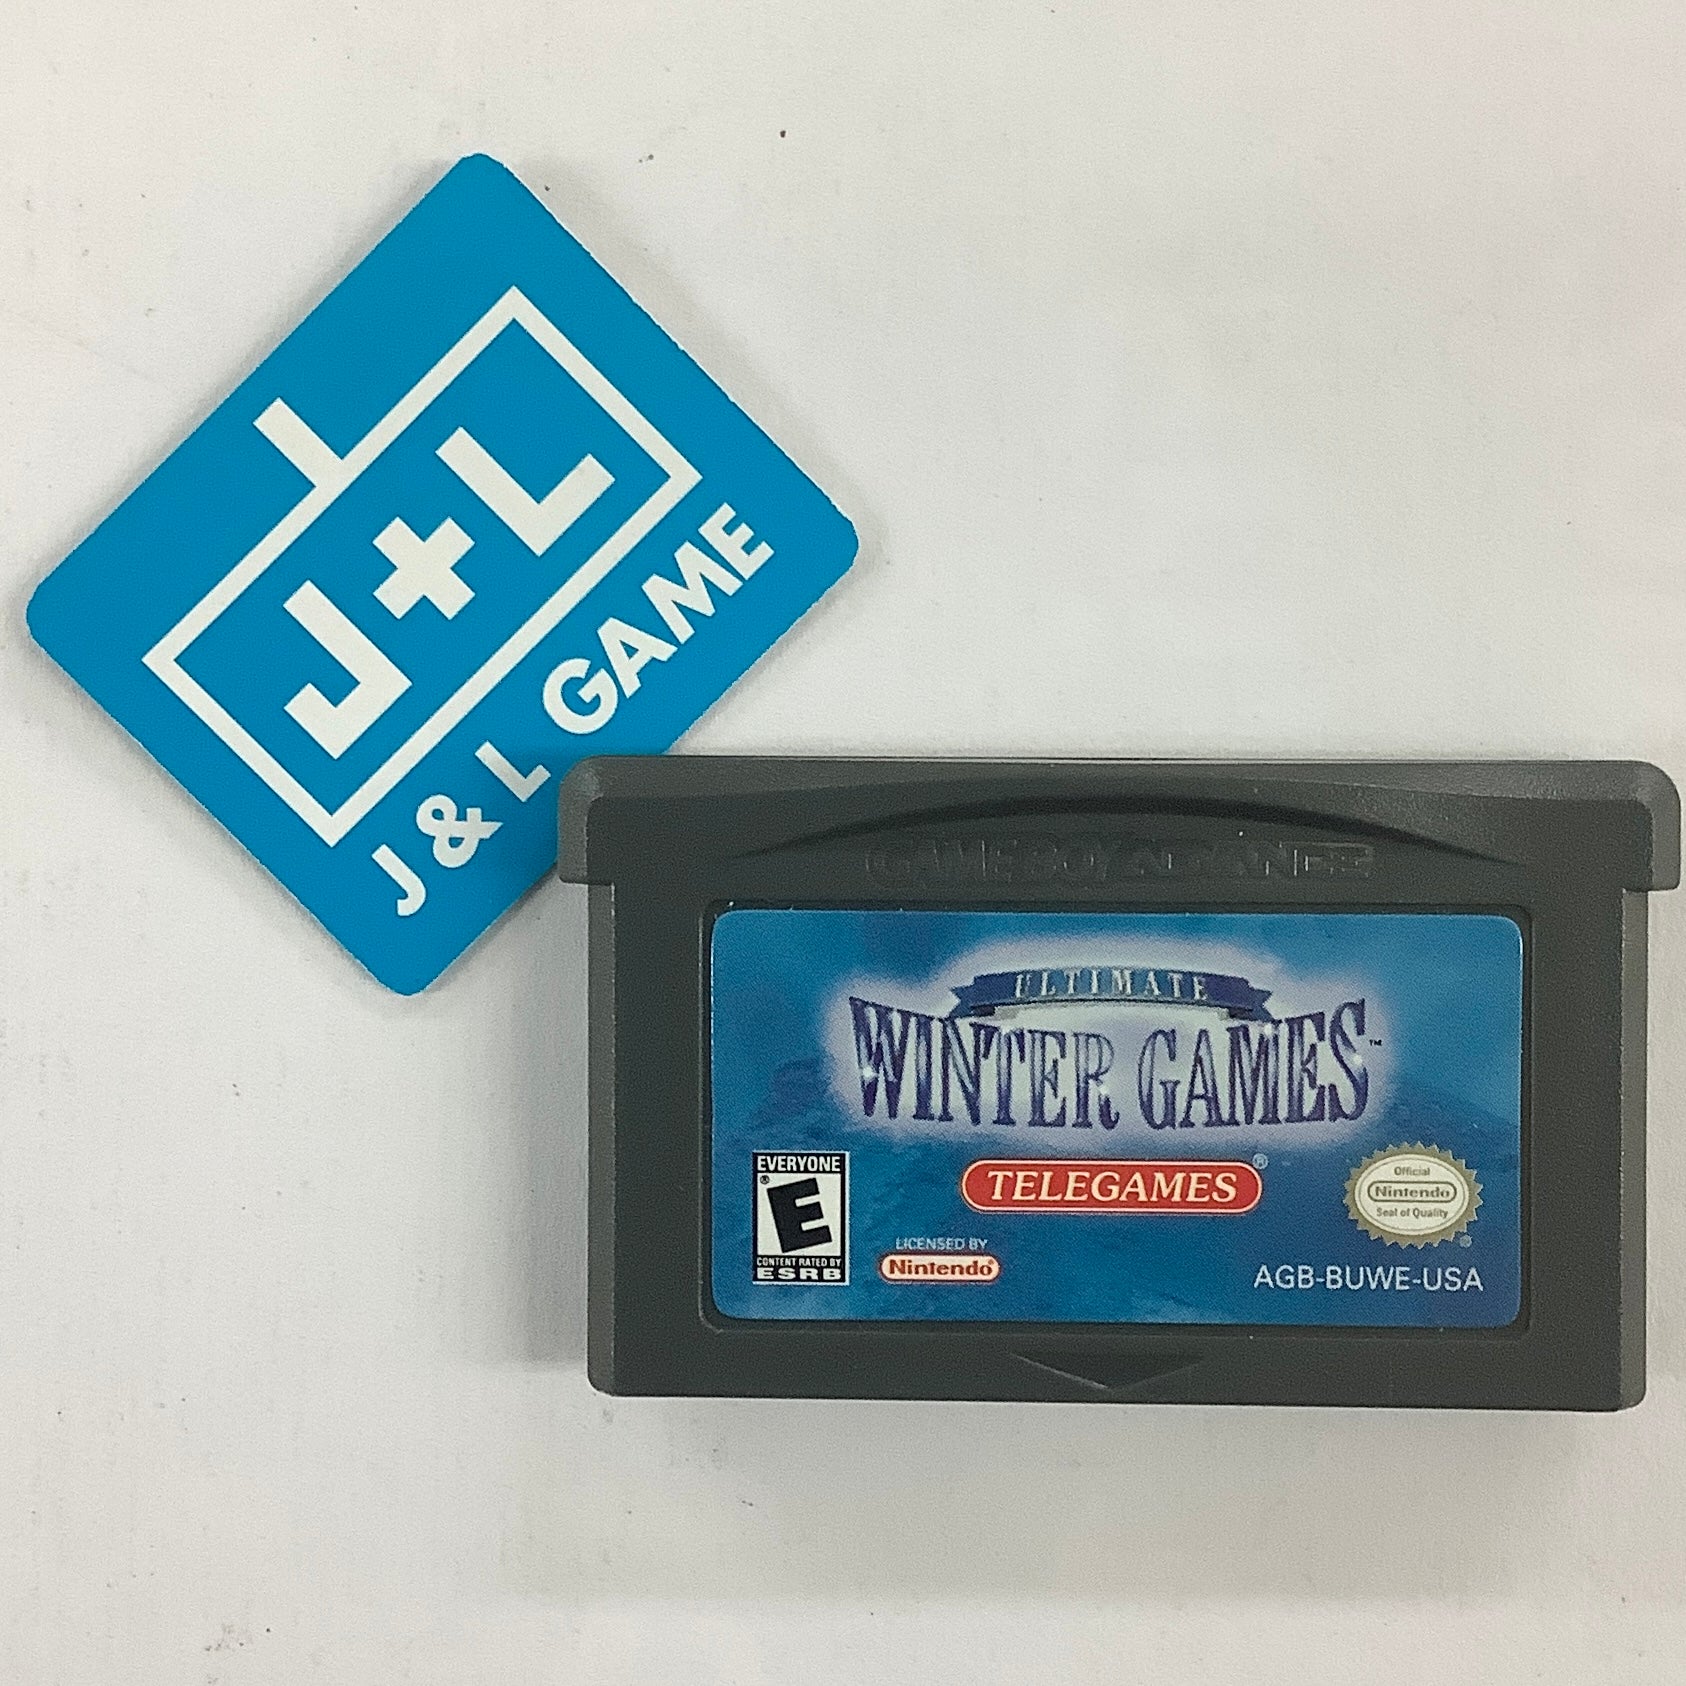 J+L
J & L GAME
GAME BOY ADVANCE
ULTIMATE
WINTER GAMES™
TELEGAMES®
EVERYONE
E®
CONTENT RATED BY
ESRB
LICENSED BY
Nintendo®
Official
Nintendo
Seal of Quality®
AGB-BUWE-USA